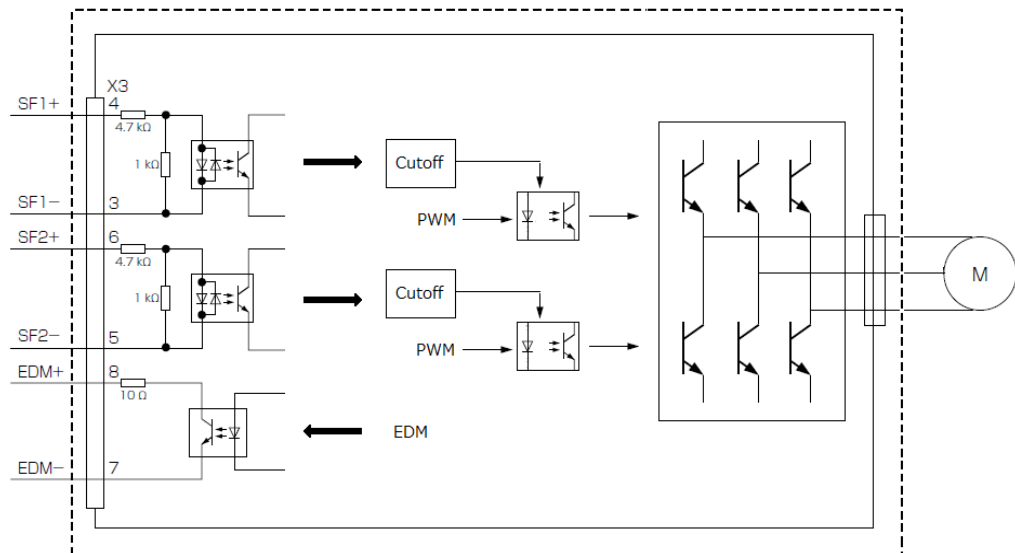 X3
SF1+ 4
4.7 kΩ
1 kΩ
Cutoff
SF1− 3
PWM
SF2+ 6
4.7 kΩ
1 kΩ
Cutoff
M
SF2− 5
PWM
EDM+ 8
10 Ω
EDM
EDM− 7